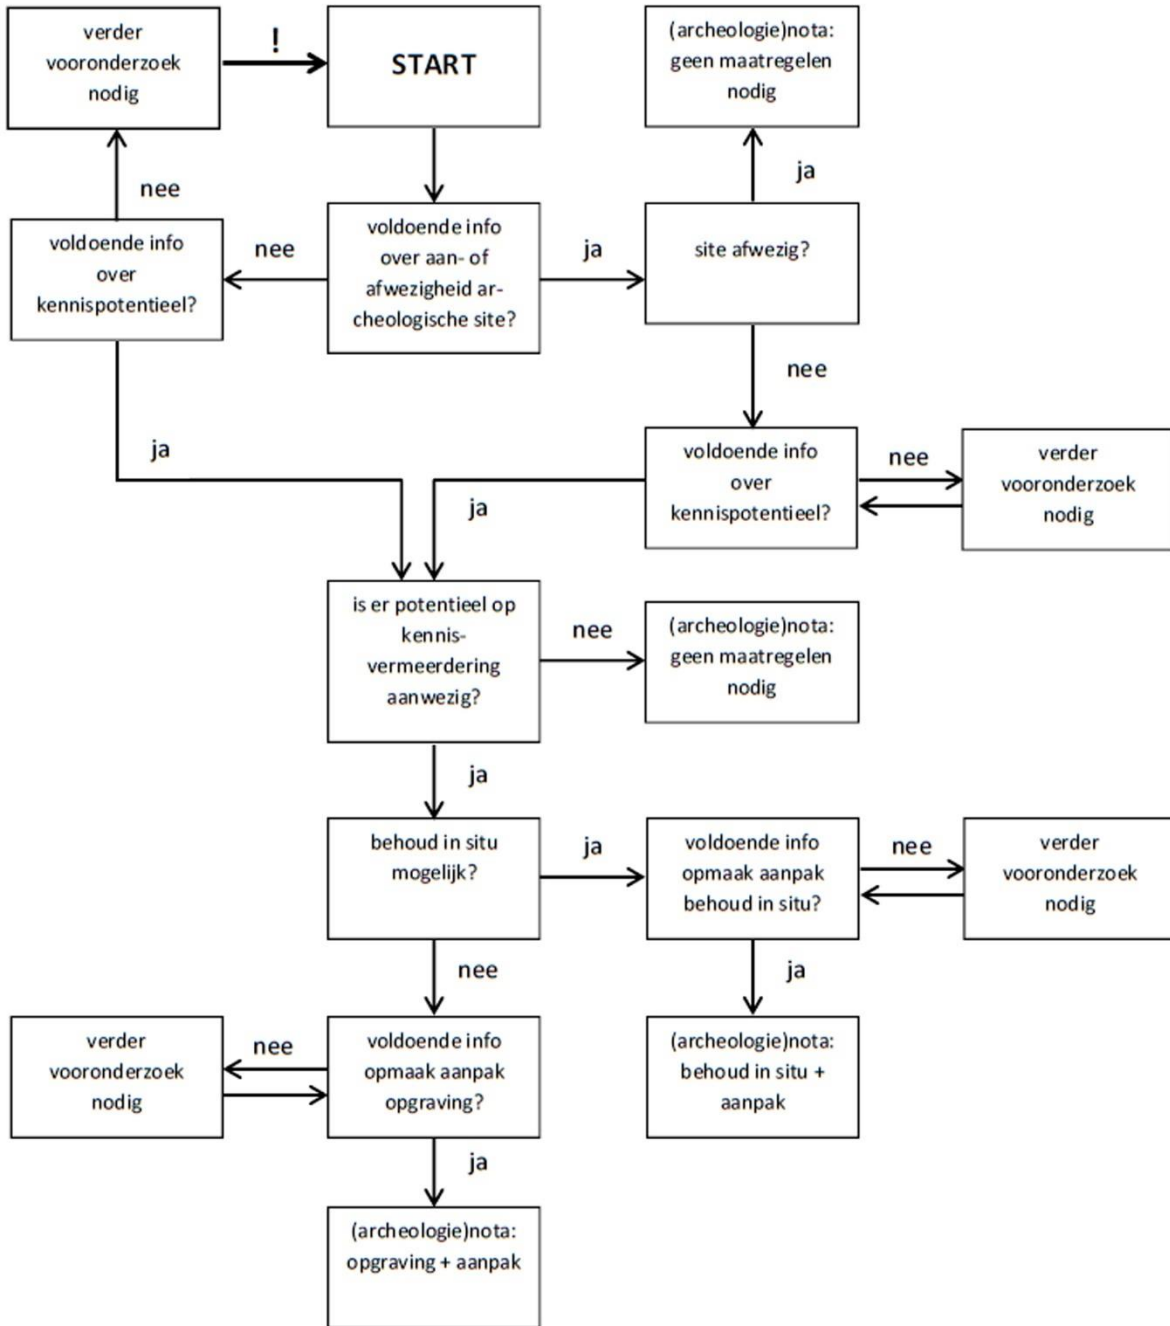 verder
vooronderzoek
nodig
!
START
(archeologie)nota:
geen maatregelen
nodig
nee
ja
voldoende info
over
kennispotentieel?
nee
voldoende info
over aan- of
afwezigheid ar-
cheologische site?
ja
site afwezig?
nee
ja
voldoende info
over
kennispotentieel?
nee
verder
vooronderzoek
nodig
ja
is er potentieel op
kennis-
vermeerdering
aanwezig?
nee
(archeologie)nota:
geen maatregelen
nodig
ja
behoud in situ
mogelijk?
ja
voldoende info
opmaak aanpak
behoud in situ?
nee
verder
vooronderzoek
nodig
nee
ja
verder
vooronderzoek
nodig
nee
voldoende info
opmaak aanpak
opgraving?
(archeologie)nota:
behoud in situ +
aanpak
ja
(archeologie)nota:
opgraving + aanpak